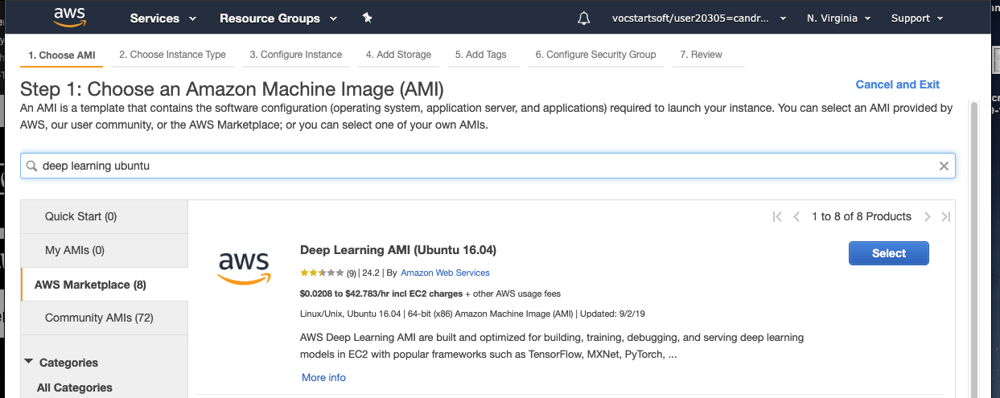 aws Services Resource Groups vocstartsoft/user20305=candr... N. Virginia Support
1. Choose AMI 2. Choose Instance Type 3. Configure Instance 4. Add Storage 5. Add Tags 6. Configure Security Group 7. Review
Step 1: Choose an Amazon Machine Image (AMI) Cancel and Exit
An AMI is a template that contains the software configuration (operating system, application server, and applications) required to launch your instance. You can select an AMI provided by
AWS, our user community, or the AWS Marketplace; or you can select one of your own AMIs.
deep learning ubuntu
Quick Start (0)
My AMIs (0)
AWS Marketplace (8)
Community AMIs (72)
Categories
All Categories
1 to 8 of 8 Products
aws
Deep Learning AMI (Ubuntu 16.04)
Select
(9) | 24.2 | By Amazon Web Services
$0.0208 to $42.783/hr incl EC2 charges + other AWS usage fees
Linux/Unix, Ubuntu 16.04 | 64-bit (x86) Amazon Machine Image (AMI) | Updated: 9/2/19
AWS Deep Learning AMI are built and optimized for building, training, debugging, and serving deep learning
models in EC2 with popular frameworks such as TensorFlow, MXNet, PyTorch, ...
More info